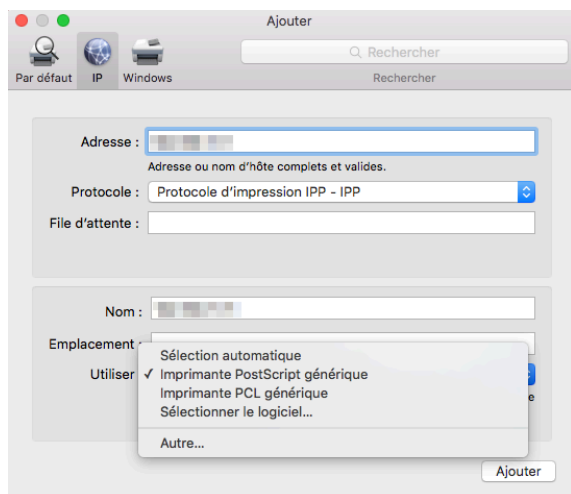 Ajouter
Rechercher
Par défaut IP Windows Rechercher
Adresse :
Adresse ou nom d'hôte complets et valides.
Protocole : Protocole d'impression IPP - IPP
File d'attente :
Nom :
Emplacement :
Sélection automatique
Utiliser ✓ Imprimante PostScript générique
Imprimante PCL générique
e
Sélectionner le logiciel...
Autre...
Ajouter